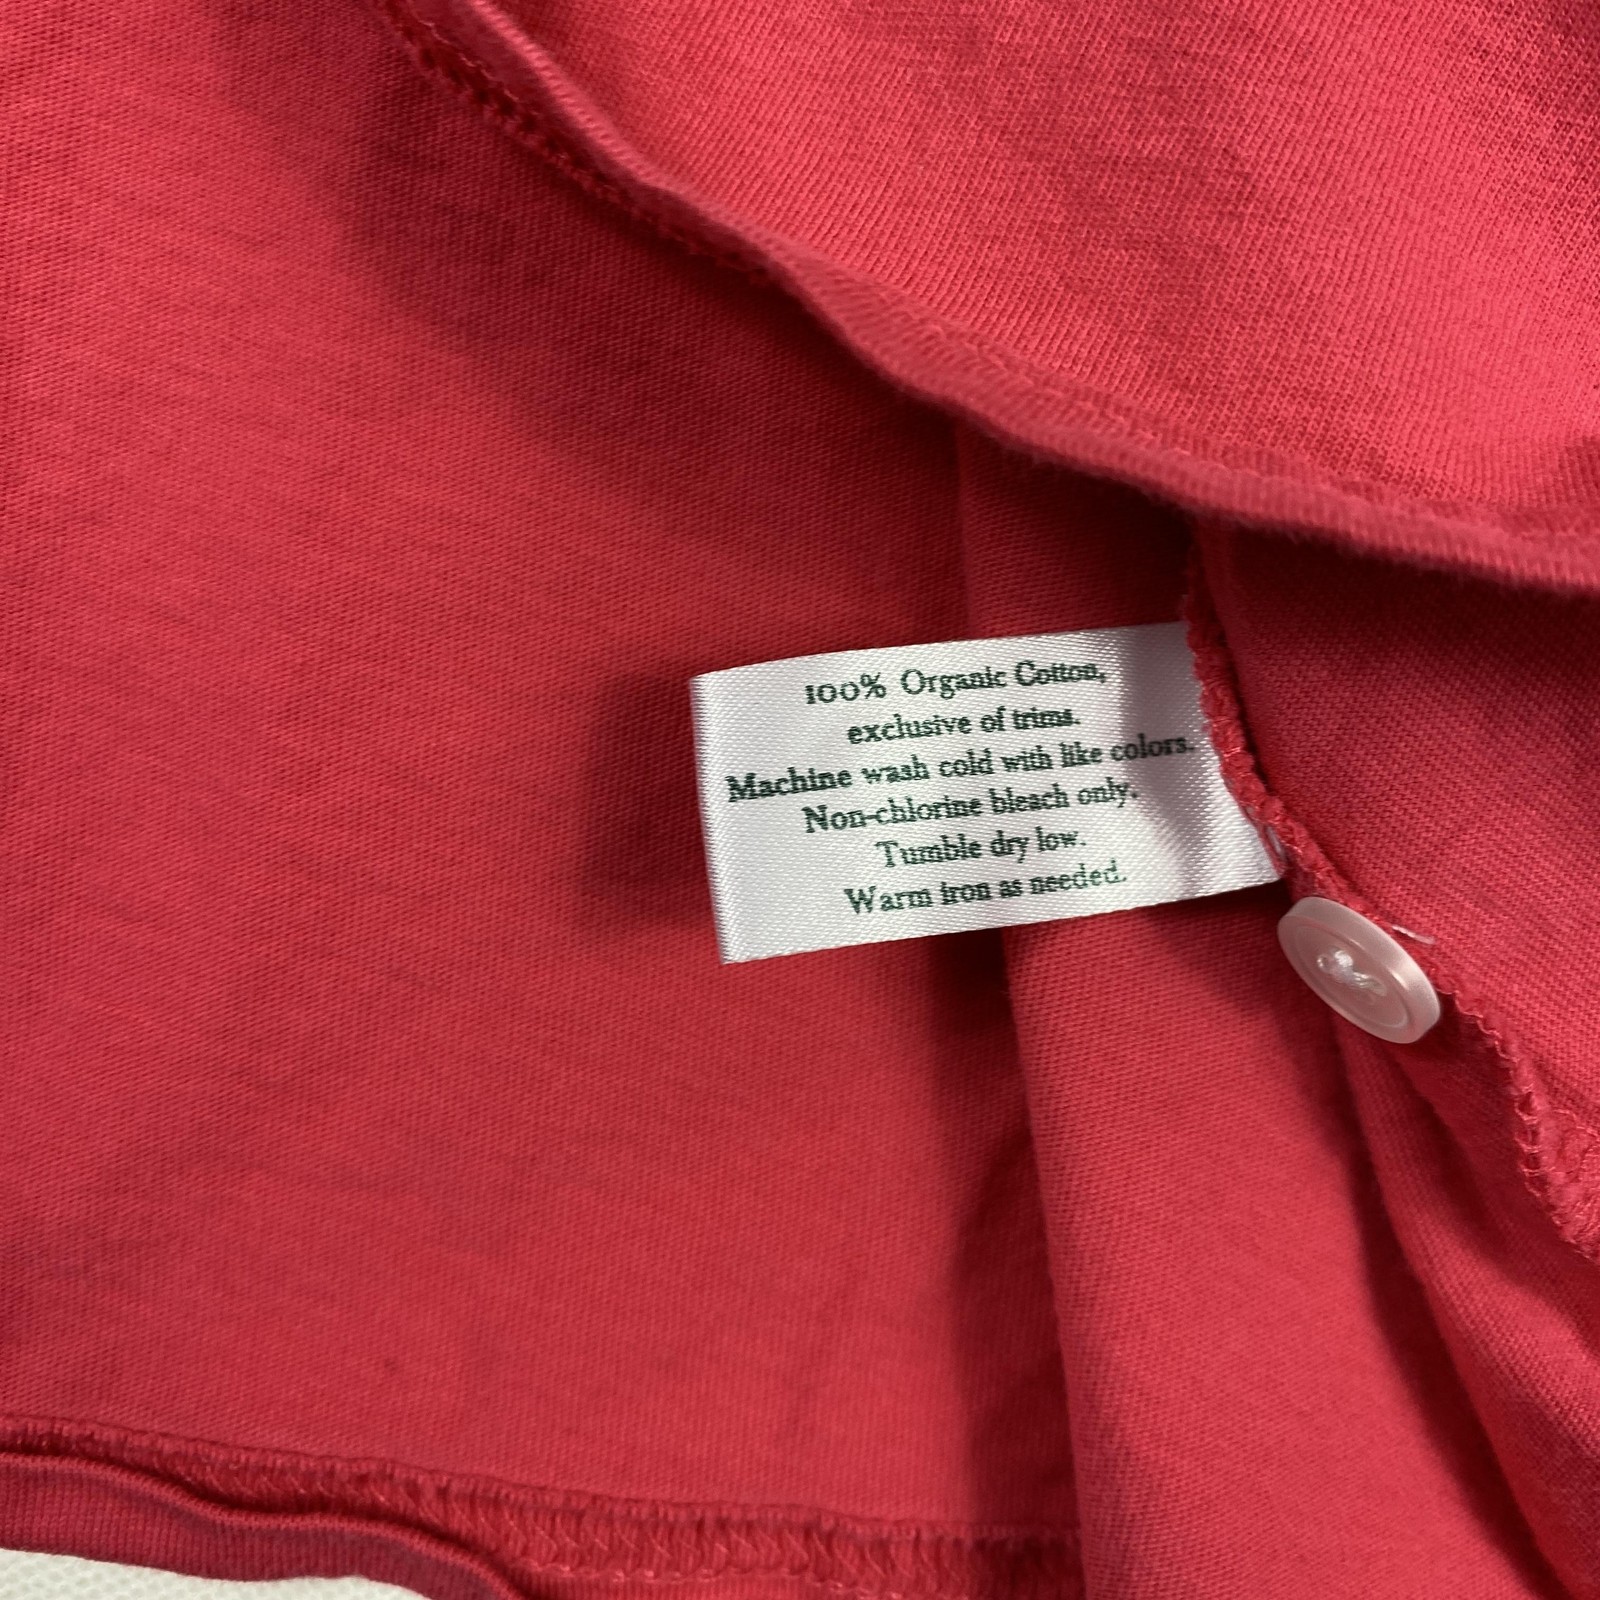 100% Organic Cotton,
exclusive of trims.
Machine wash cold with like colors.
Non-chlorine bleach only.
Tumble dry low.
Warm iron as needed.